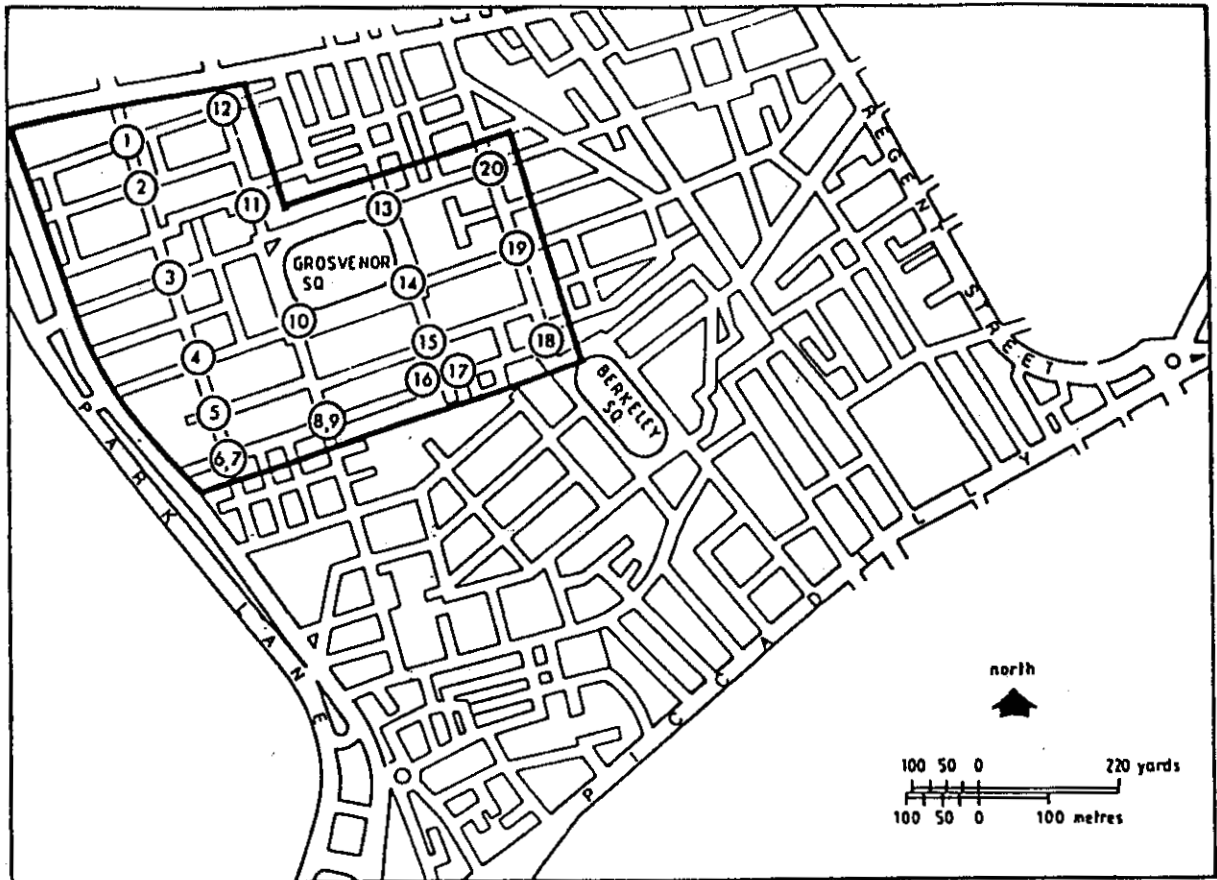 12
1
2
11
20
13
3
GROSVENOR
SQ
19
14
10
4
15
18
16
17
5
8,9
6,7
BERKELEY
SQ
REGENT STREET
PARK LANE
PICCADILLY
north
100 50 0 220 yards
100 50 0 100 metres